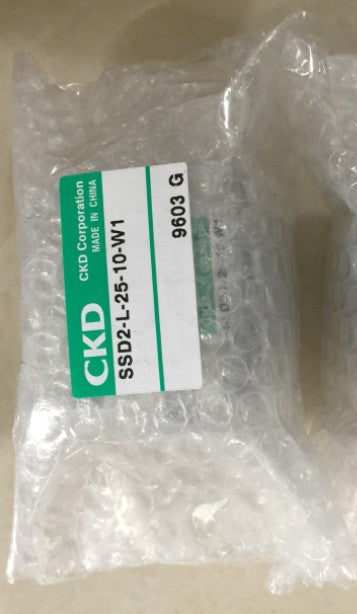 CKD CKD Corporation
MADE IN CHINA
SSD2-L-25-10-W1
9603 G